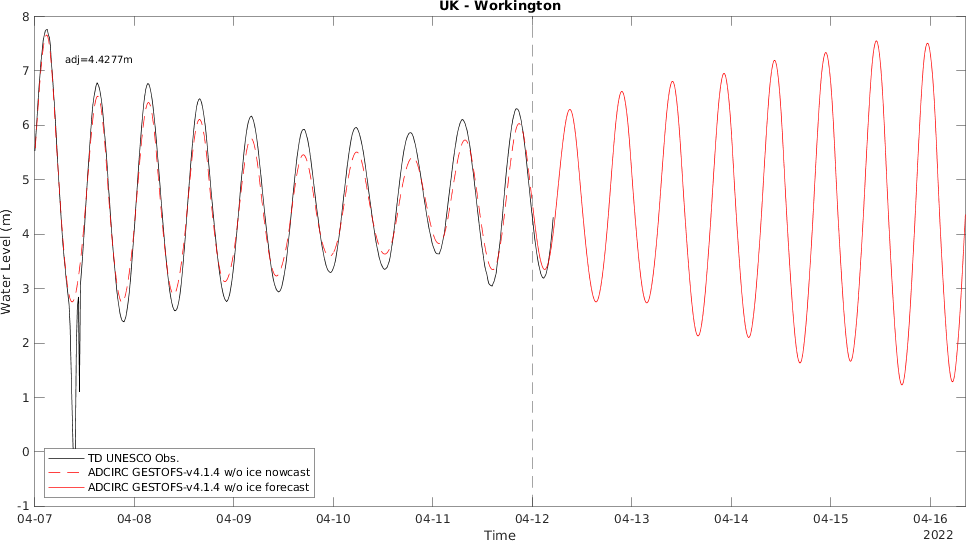 UK - Workington
8
adj=4.4277m
7
6
5
4
3
2
1
0
-1
Water Level (m)
TD UNESCO Obs.
ADCIRC GESTOFS-v4.1.4 w/o ice nowcast
ADCIRC GESTOFS-v4.1.4 w/o ice forecast
04-07 04-08 04-09 04-10 04-11 04-12 04-13 04-14 04-15 04-16
Time 2022